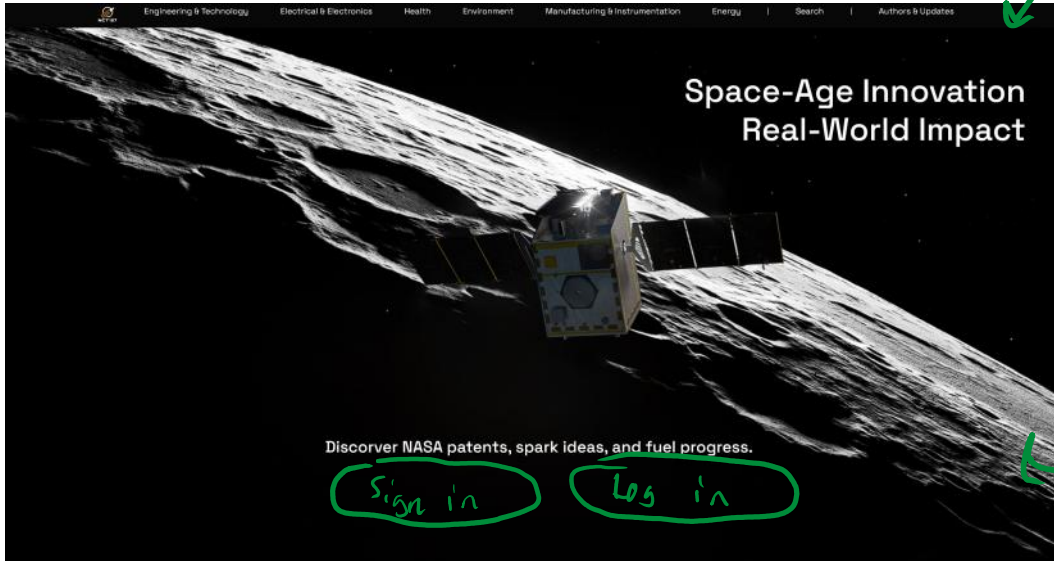 Engineering & Technology Electrical & Electronics Health Environment Manufacturing & Instrumentation Energy | Search | Authors & Updates
Space-Age Innovation
Real-World Impact
Discorver NASA patents, spark ideas, and fuel progress.
Sign in Log in